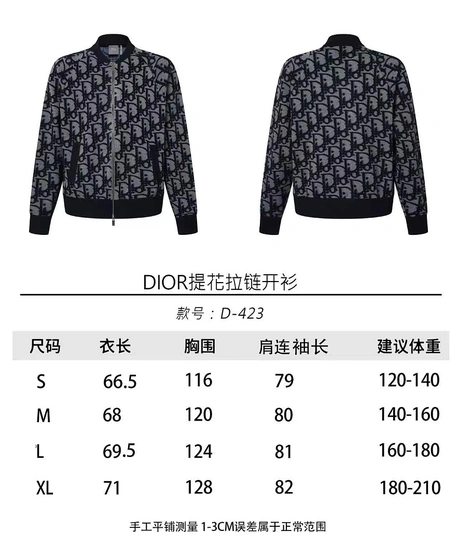 DIOR提花拉链开衫
款号：D-423
尺码 衣长 胸围 肩连袖长 建议体重
S 66.5 116 79 120-140
M 68 120 80 140-160
L 69.5 124 81 160-180
XL 71 128 82 180-210
手工平铺测量 1-3CM误差属于正常范围